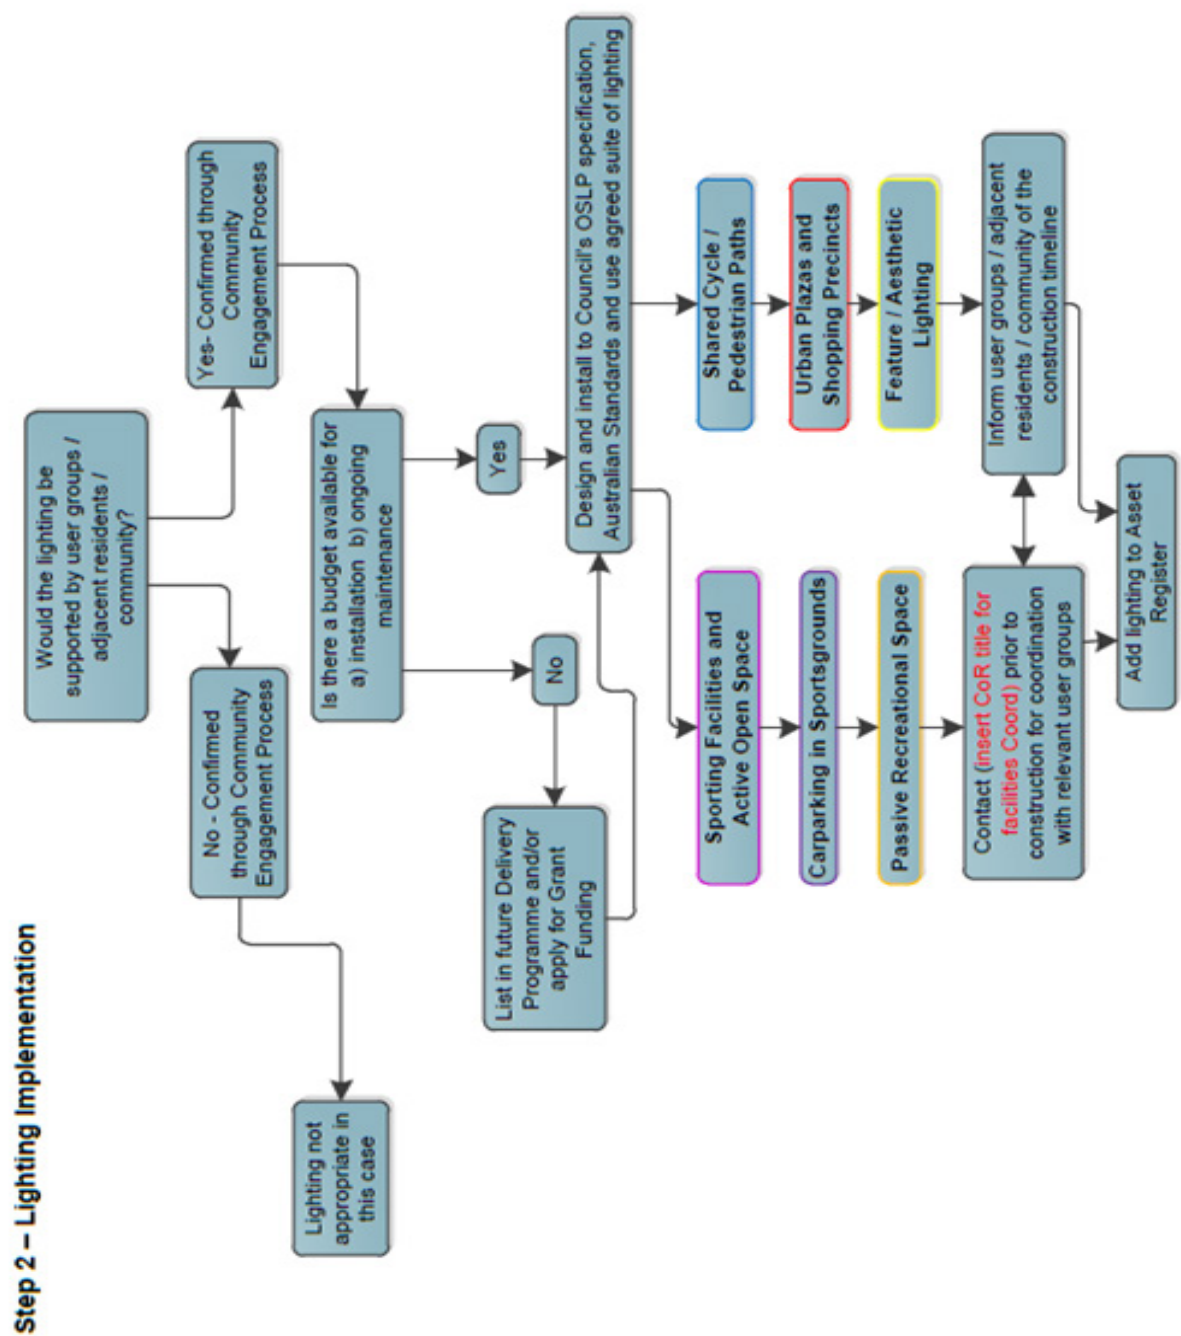 Step 2 – Lighting Implementation
Would the lighting be
supported by user groups /
adjacent residents /
community?
No - Confirmed
through Community
Engagement Process
Yes- Confirmed through
Community
Engagement Process
Lighting not
appropriate in
this case
Is there a budget available for
a) installation b) ongoing
maintenance
No
Yes
List in future Delivery
Programme and/or
apply for Grant
Funding
Design and install to Council's OSLP specification,
Australian Standards and use agreed suite of lighting
Sporting Facilities and
Active Open Space
Carparking in Sportsgrounds
Passive Recreational Space
Contact (insert CoR title for
facilities Coord) prior to
construction for coordination
with relevant user groups
Shared Cycle /
Pedestrian Paths
Urban Plazas and
Shopping Precincts
Feature / Aesthetic
Lighting
Inform user groups / adjacent
residents / community of the
construction timeline
Add lighting to Asset
Register